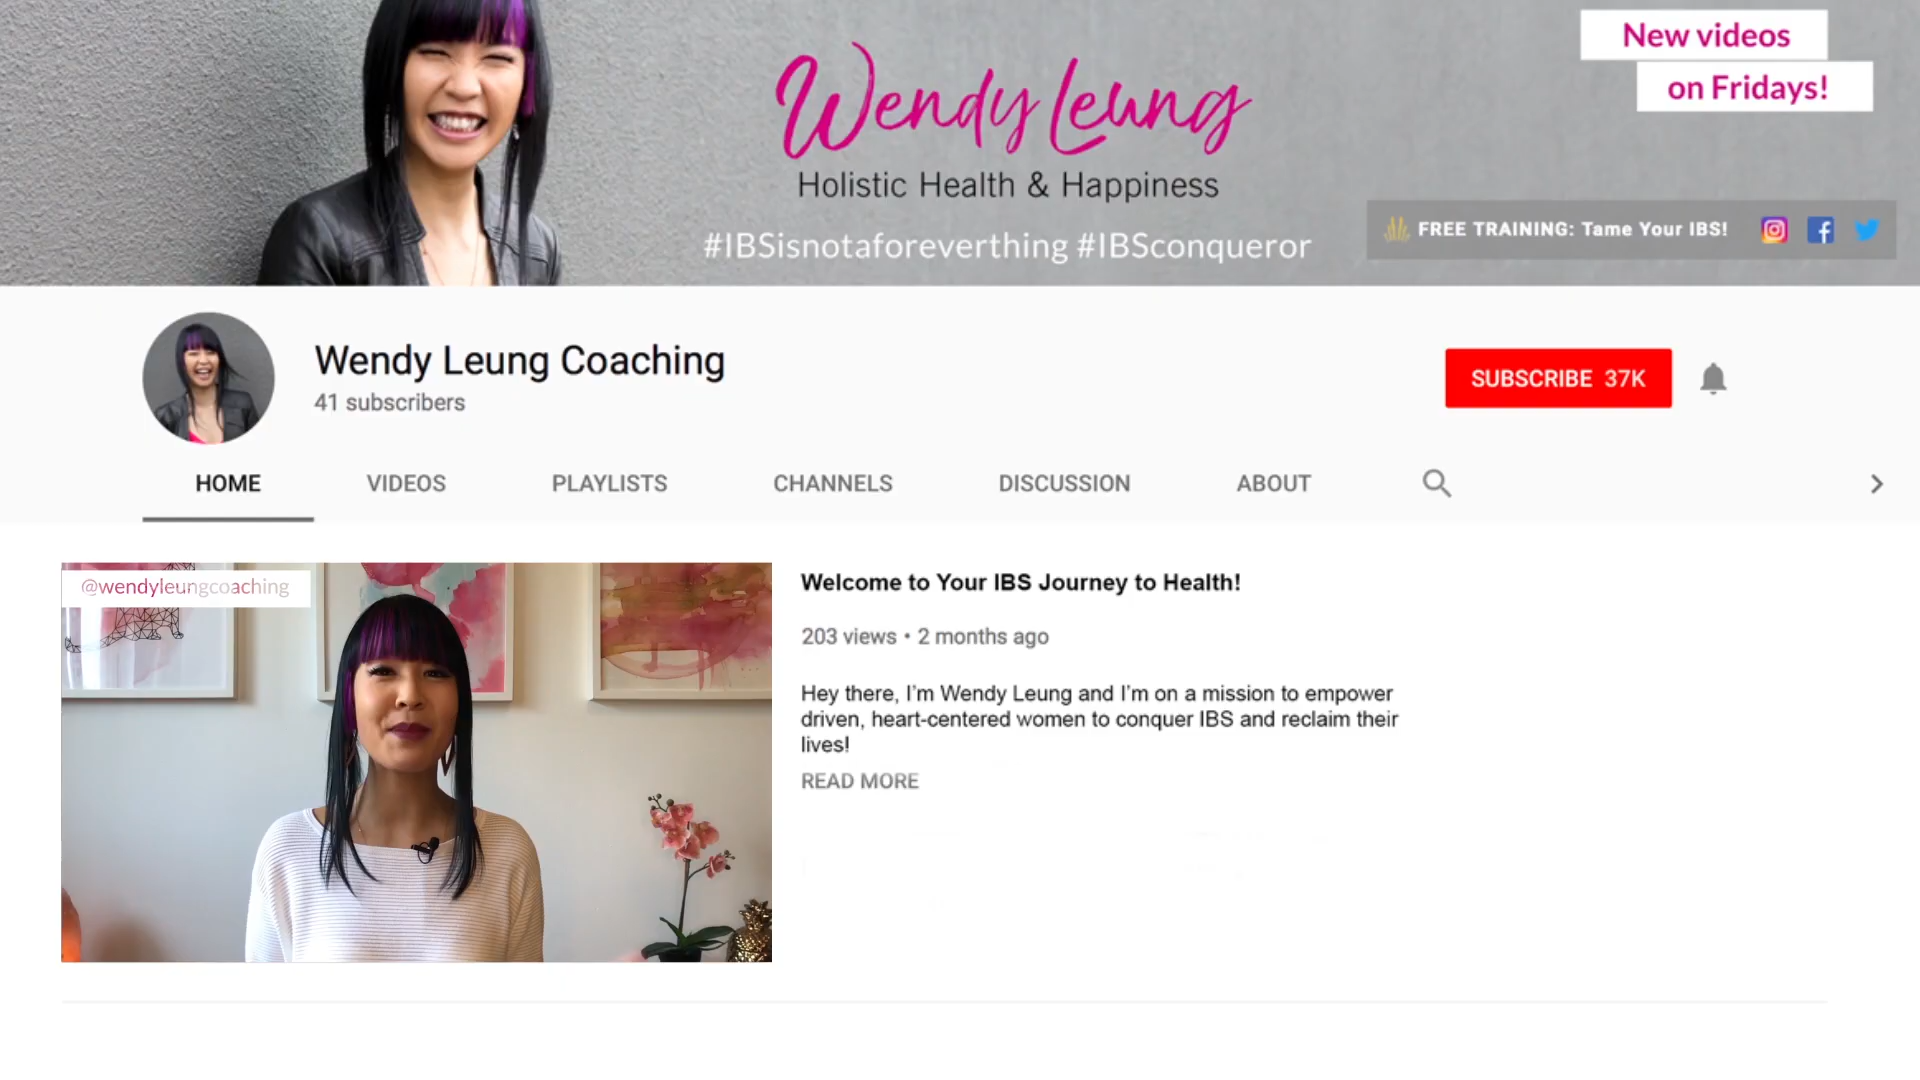 New videos
on Fridays!
Wendy Leung
Holistic Health & Happiness
#IBSisnotaforeverthing #IBSconqueror
FREE TRAINING: Tame Your IBS!
Wendy Leung Coaching
41 subscribers
SUBSCRIBE 37K
HOME VIDEOS PLAYLISTS CHANNELS DISCUSSION ABOUT
@wendyleungcoaching
Welcome to Your IBS Journey to Health!
203 views • 2 months ago
Hey there, I'm Wendy Leung and I'm on a mission to empower
driven, heart-centered women to conquer IBS and reclaim their
lives!
READ MORE